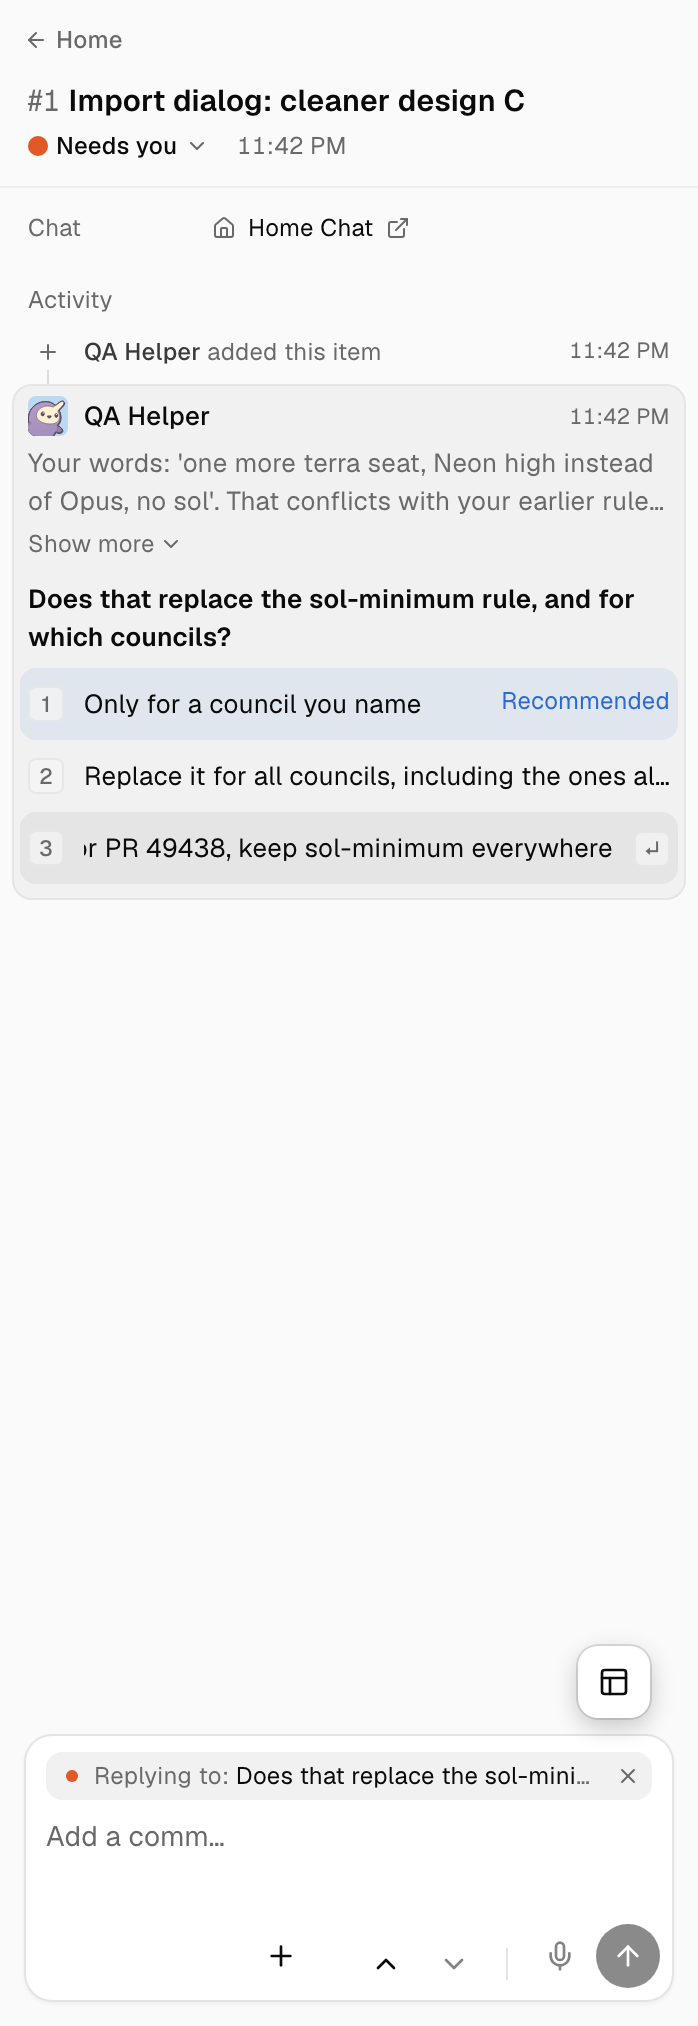 Home
#1 Import dialog: cleaner design C
Needs you 11:42 PM
Chat Home Chat
Activity
QA Helper added this item 11:42 PM
QA Helper 11:42 PM
Your words: 'one more terra seat, Neon high instead
of Opus, no sol'. That conflicts with your earlier rule…
Show more
Does that replace the sol-minimum rule, and for
which councils?
1 Only for a council you name Recommended
2 Replace it for all councils, including the ones al…
3 or PR 49438, keep sol-minimum everywhere
Replying to: Does that replace the sol-mini…
Add a comm…